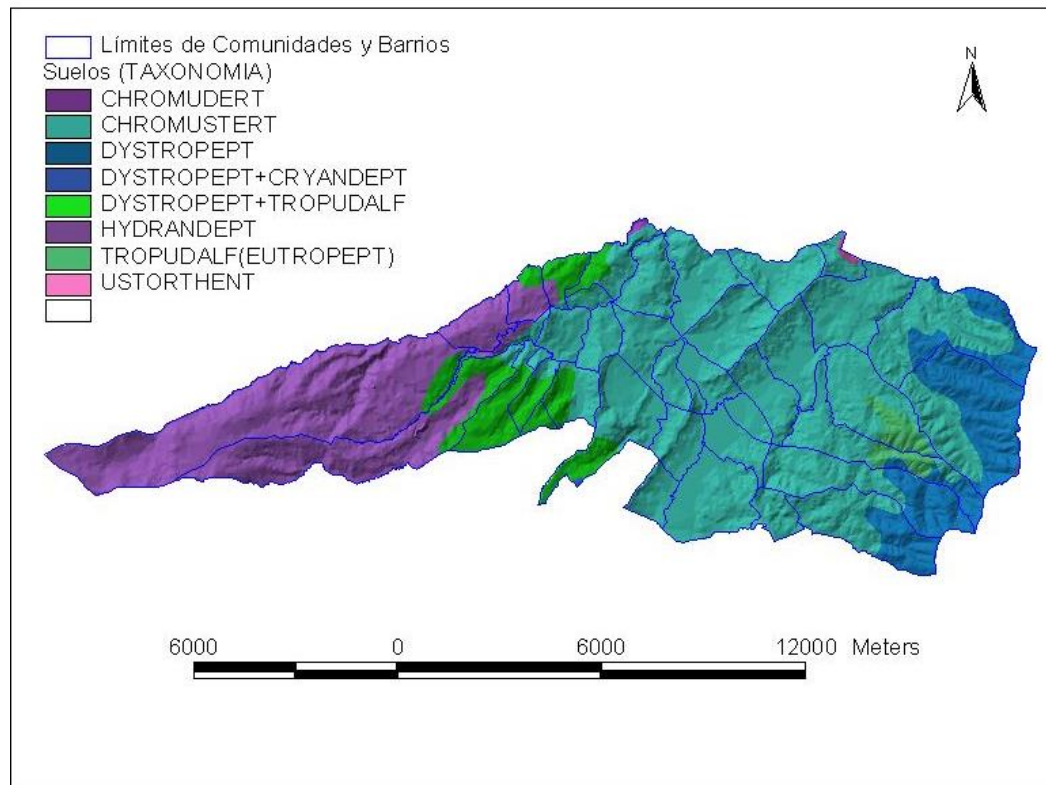 Límites de Comunidades y Barrios
Suelos (TAXONOMIA)
CHROMUDERT
CHROMUSTERT
DYSTROPEPT
DYSTROPEPT+CRYANDEPT
DYSTROPEPT+TROPUDALF
HYDRANDEPT
TROPUDALF(EUTROPEPT)
USTORTHENT
N
6000 0 6000 12000 Meters